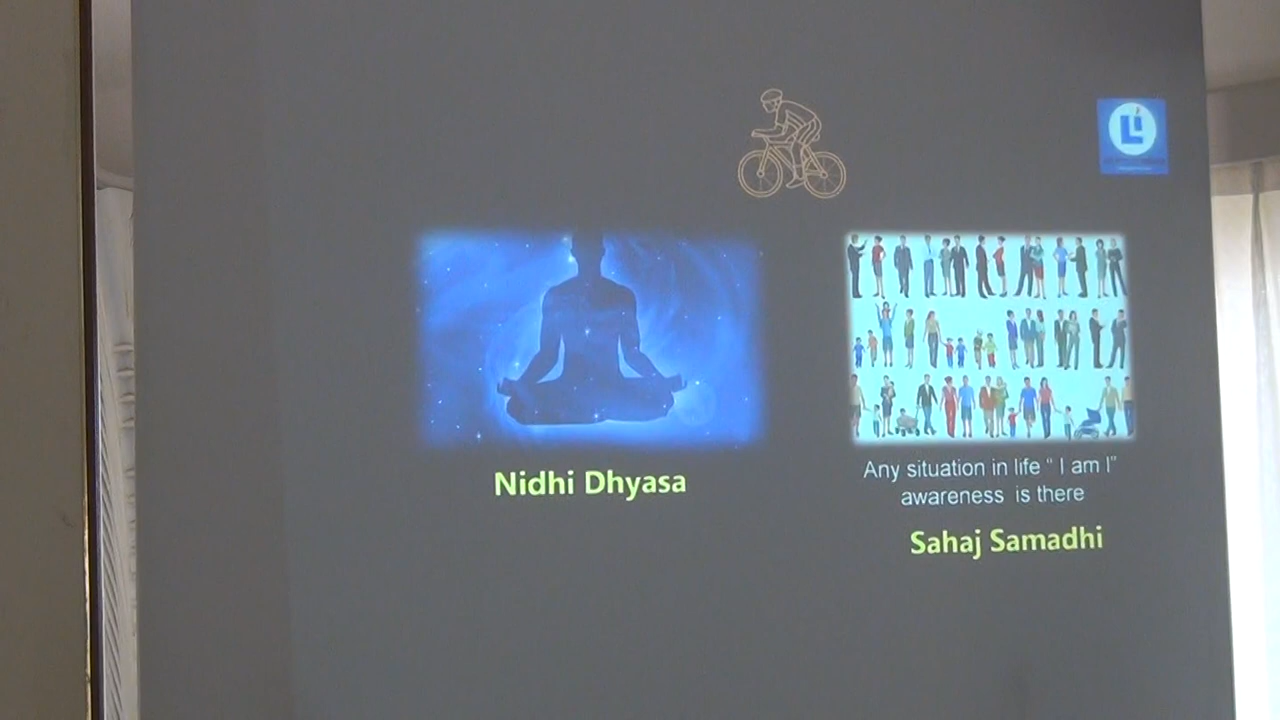 Nidhi Dhyasa
Any situation in life " I am I"
awareness is there
Sahaj Samadhi